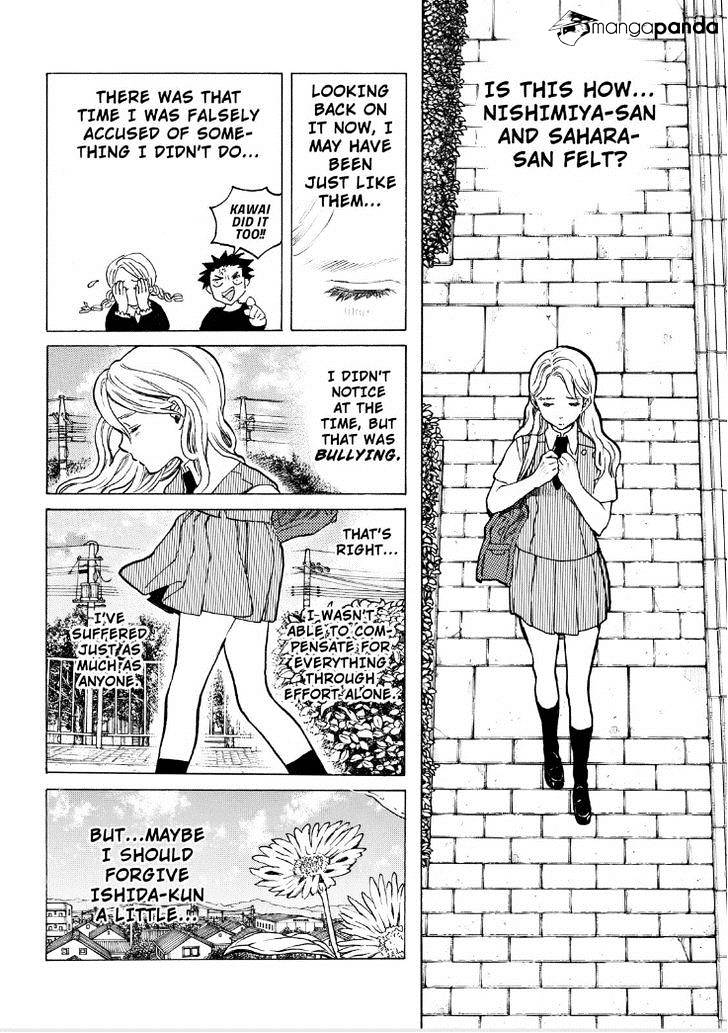 mangapanda
IS THIS HOW...
NISHIMIYA-SAN
AND SAHARA-
SAN FELT?
LOOKING
BACK ON
IT NOW, I
MAY HAVE
BEEN
JUST LIKE
THEM...
THERE WAS THAT
TIME I WAS FALSELY
ACCUSED OF SOME-
THING I DIDN'T DO...
KAWAI
DID IT
TOO!!
I DIDN'T
NOTICE
AT THE
TIME, BUT
THAT WAS
BULLYING.
THAT'S
RIGHT...
I WASN'T
ABLE TO COM-
PENSATE FOR
EVERYTHING
THROUGH
EFFORT ALONE.
I'VE
SUFFERED
JUST AS
MUCH AS
ANYONE.
BUT...MAYBE
I SHOULD
FORGIVE
ISHIDA-KUN
A LITTLE...